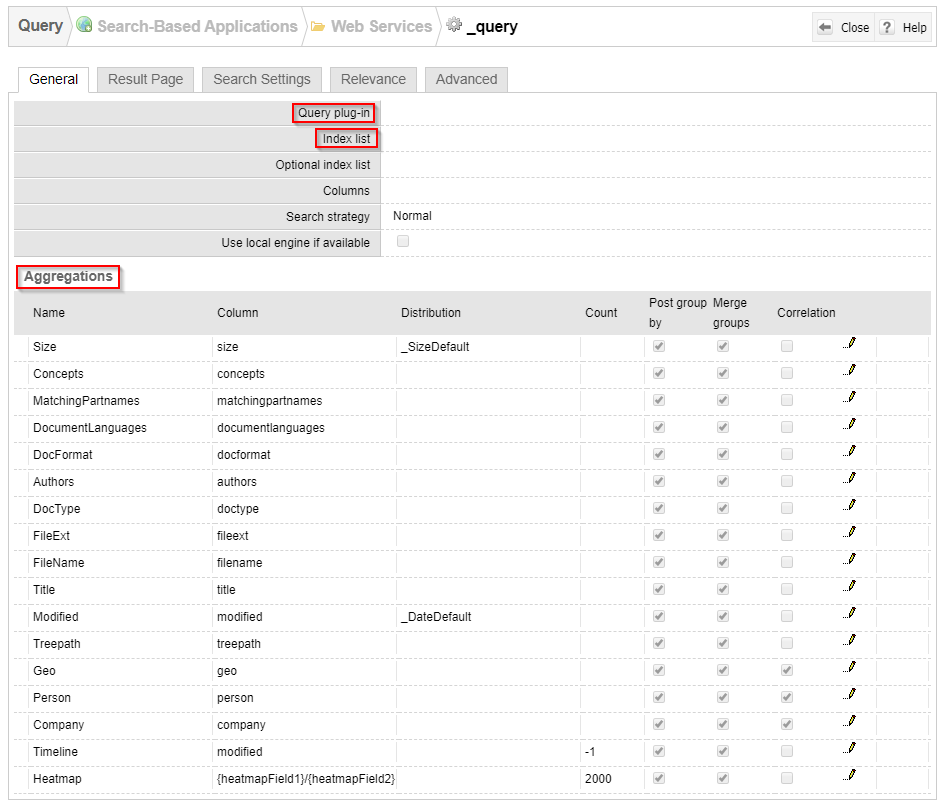 Query Search-Based Applications Web Services _query Close ? Help
General Result Page Search Settings Relevance Advanced
Query plug-in
Index list
Optional index list
Columns
Search strategy Normal
Use local engine if available
Aggregations
Name Column Distribution Count Post group by Merge groups Correlation
Size size _SizeDefault
Concepts concepts
MatchingPartnames matchingpartnames
DocumentLanguages documentlanguages
DocFormat docformat
Authors authors
DocType doctype
FileExt fileext
FileName filename
Title title
Modified modified _DateDefault
Treepath treepath
Geo geo
Person person
Company company
Timeline modified -1
Heatmap {heatmapField1}/{heatmapField2} 2000